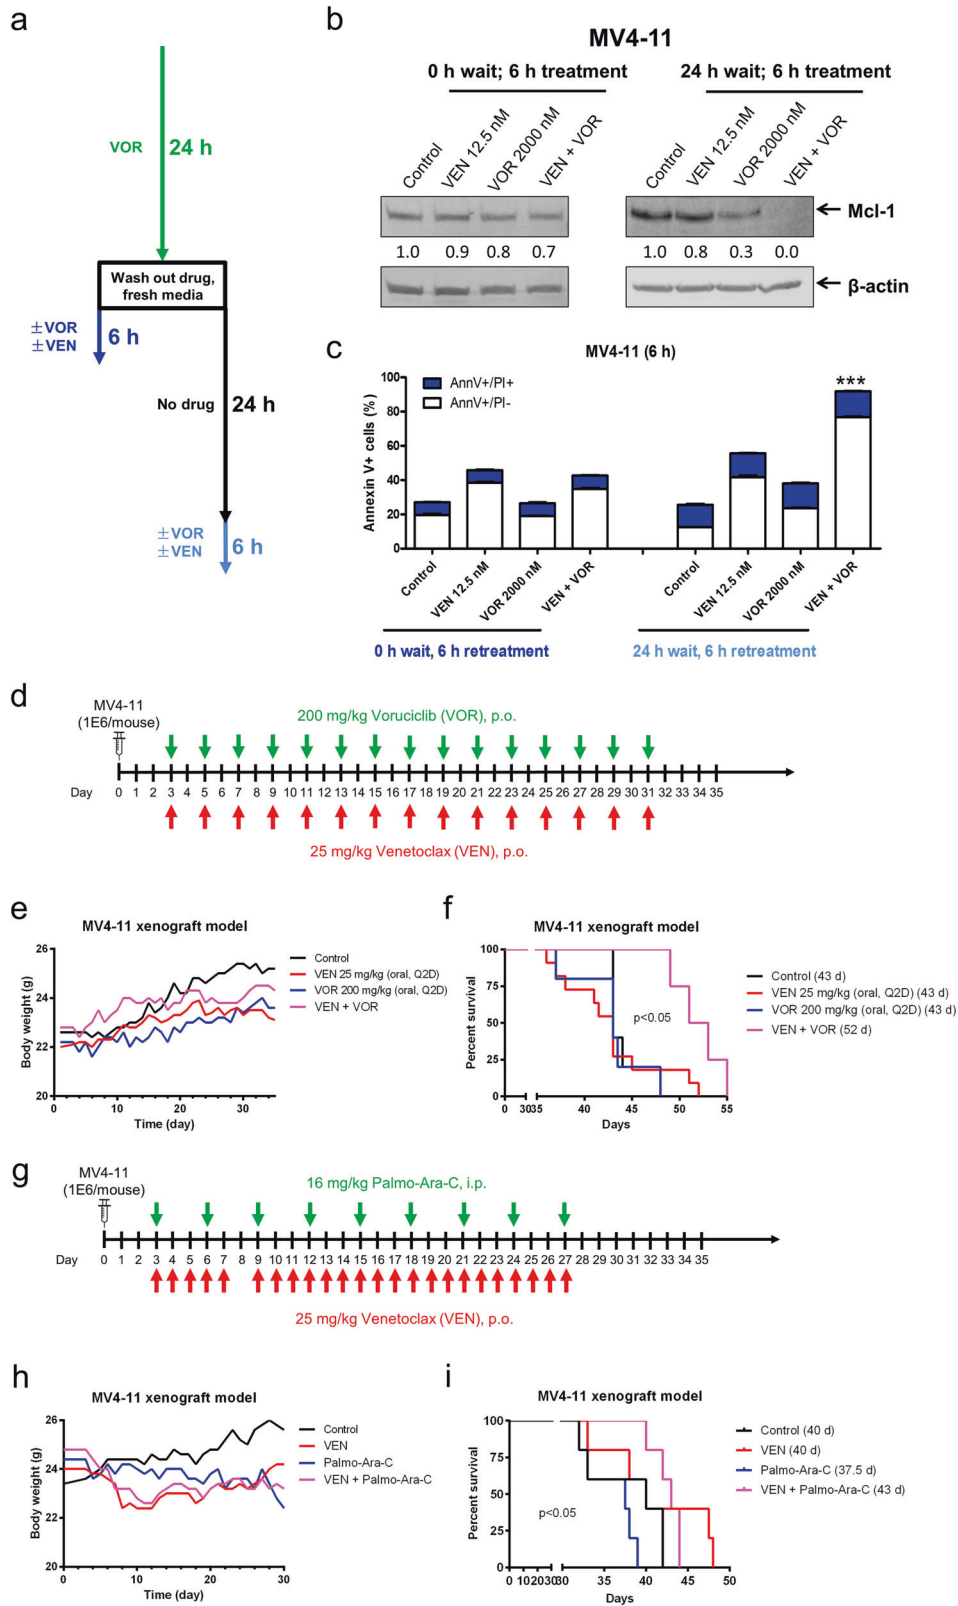 a
VOR
24 h
Wash out drug,
fresh media
±VOR
±VEN
6 h
No drug
24 h
±VOR
±VEN
6 h
b
MV4-11
0 h wait; 6 h treatment
24 h wait; 6 h treatment
Control
VEN 12.5 nM
VOR 2000 nM
VEN + VOR
Control
VEN 12.5 nM
VOR 2000 nM
VEN + VOR
Mcl-1
1.0 0.9 0.8 0.7
1.0 0.8 0.3 0.0
β-actin
c
MV4-11 (6 h)
AnnV+/PI+
AnnV+/PI-
***
Annexin V+ cells (%)
100
80
60
40
20
0
Control
VEN 12.5 nM
VOR 2000 nM
VEN + VOR
Control
VEN 12.5 nM
VOR 2000 nM
VEN + VOR
0 h wait, 6 h retreatment
24 h wait, 6 h retreatment
d
MV4-11
(1E6/mouse)
200 mg/kg Voruciclib (VOR), p.o.
Day 0 1 2 3 4 5 6 7 8 9 10 11 12 13 14 15 16 17 18 19 20 21 22 23 24 25 26 27 28 29 30 31 32 33 34 35
25 mg/kg Venetoclax (VEN), p.o.
e
MV4-11 xenograft model
Body weight (g)
26
24
22
20
0 10 20 30
Time (day)
Control
VEN 25 mg/kg (oral, Q2D)
VOR 200 mg/kg (oral, Q2D)
VEN + VOR
f
MV4-11 xenograft model
Percent survival
100
75
50
25
0
p<0.05
0 30 35 40 45 50 55
Days
Control (43 d)
VEN 25 mg/kg (oral, Q2D) (43 d)
VOR 200 mg/kg (oral, Q2D) (43 d)
VEN + VOR (52 d)
g
MV4-11
(1E6/mouse)
16 mg/kg Palmo-Ara-C, i.p.
Day 0 1 2 3 4 5 6 7 8 9 10 11 12 13 14 15 16 17 18 19 20 21 22 23 24 25 26 27 28 29 30 31 32 33 34 35
25 mg/kg Venetoclax (VEN), p.o.
h
MV4-11 xenograft model
Body weight (g)
26
24
22
20
0 10 20 30
Time (day)
Control
VEN
Palmo-Ara-C
VEN + Palmo-Ara-C
i
MV4-11 xenograft model
Percent survival
100
75
50
25
0
p<0.05
0 10 20 30 30 35 40 45 50
Days
Control (40 d)
VEN (40 d)
Palmo-Ara-C (37.5 d)
VEN + Palmo-Ara-C (43 d)